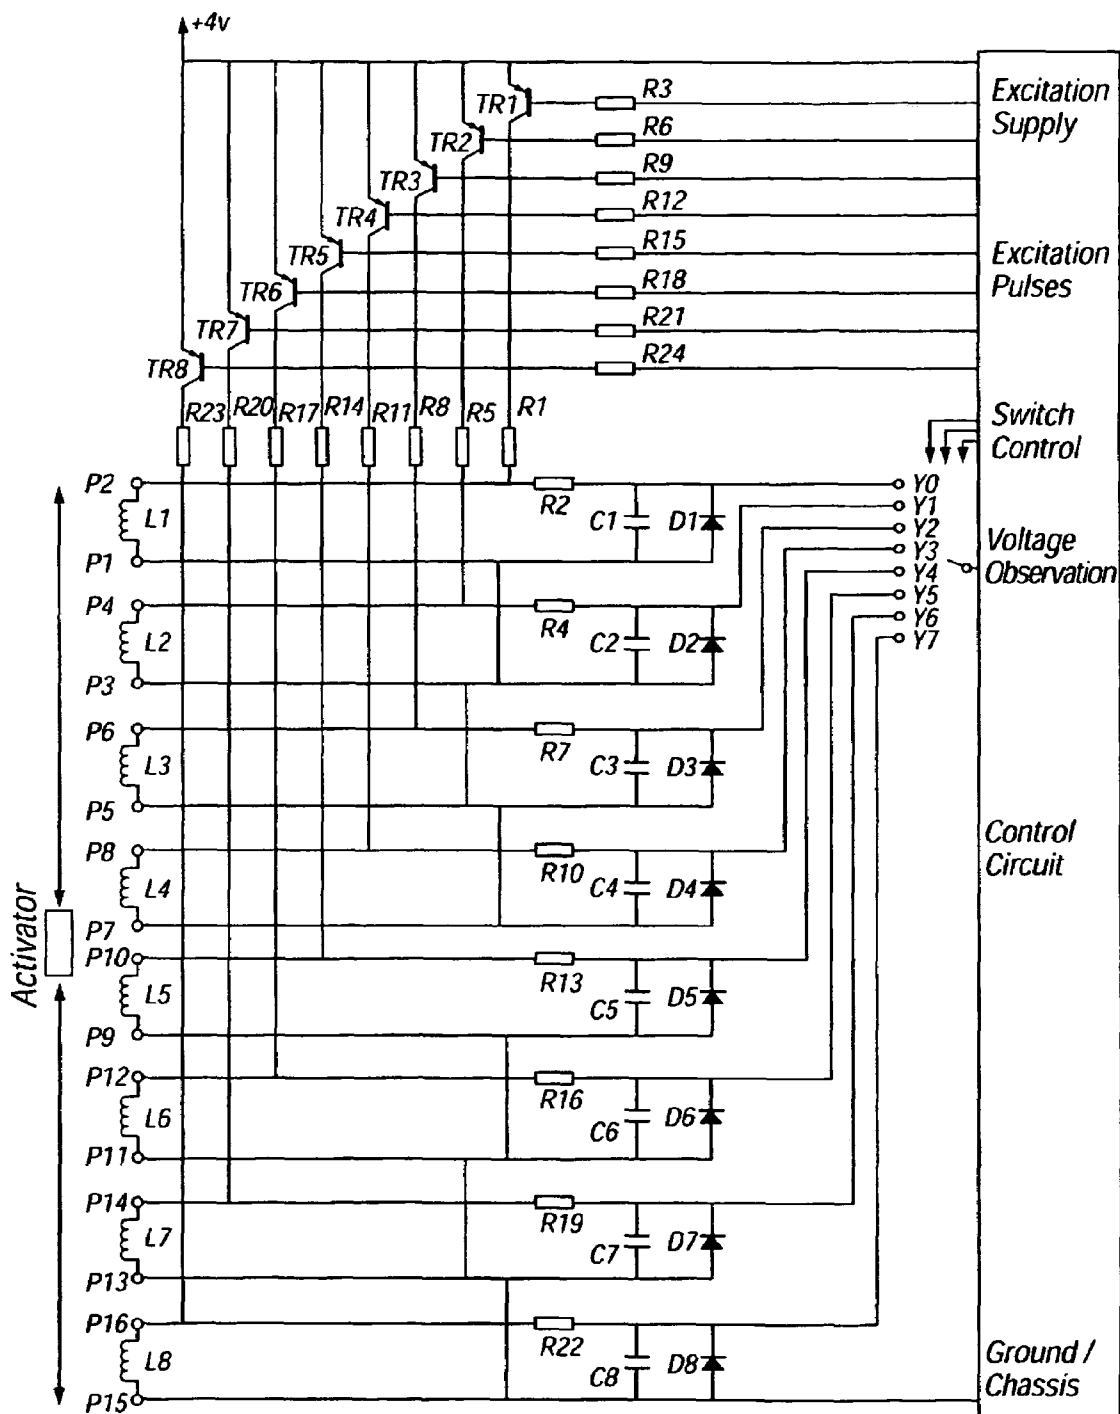 +4v
TR1
R3
Excitation
Supply
TR2
R6
TR3
R9
TR4
R12
TR5
R15
Excitation
Pulses
TR6
R18
TR7
R21
TR8
R24
R23
R20
R17
R14
R11
R8
R5
R1
Switch
Control
P2
R2
Y0
L1
C1
D1
Y1
Y2
Y3
Voltage
Observation
P1
Y4
Y5
P4
R4
Y6
Y7
L2
C2
D2
P3
P6
R7
L3
C3
D3
P5
P8
R10
Control
Circuit
L4
C4
D4
P7
Activator
P10
R13
L5
C5
D5
P9
P12
R16
L6
C6
D6
P11
P14
R19
L7
C7
D7
P13
P16
R22
L8
C8
D8
Ground /
Chassis
P15